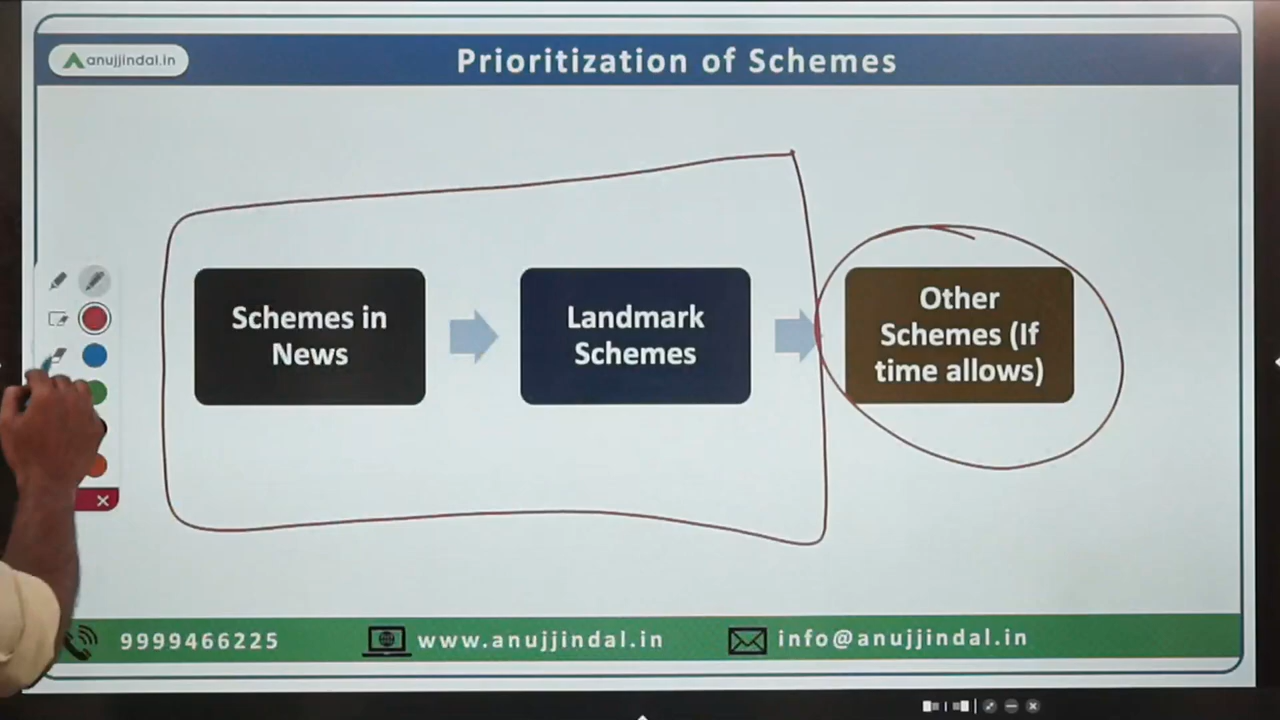 anujjindal.in
Prioritization of Schemes
Schemes in
News
Landmark
Schemes
Other
Schemes (If
time allows)
9999466225
www.anujjindal.in
info@anujjindal.in